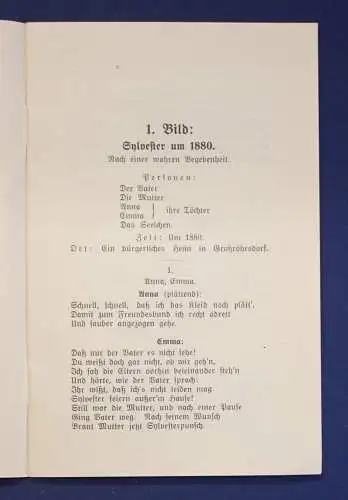 1. Bild:
Sylvester um 1880.
Nach einer wahren Begebenheit.
Personen:
Der Vater
Die Mutter
Anna } ihre Töchter
Emma
Das Seelchen.
Zeit: Um 1880.
Ort: Ein bürgerliches Heim in Großröhrsdorf.
1.
Anna, Emma.
Anna (plättend):
Schnell, schnell, daß ich das Kleid noch plätt',
Damit zum Freundesbund ich recht adrett
Und sauber angezogen gehe.
Emma:
Daß nur der Vater es nicht sehe!
Du weißt doch gar nicht, ob wir geh'n.
Ich sah die Eltern vorhin beieinander steh'n
Und hörte, wie der Vater sprach:
Ihr wißt, daß ich's nicht leiden mag
Sylvester feiern außer'm Hause!
Still war die Mutter, und nach einer Pause
Ging Vater weg. Nach seinem Wunsch
Braut Mutter jetzt Sylvesterpunsch.